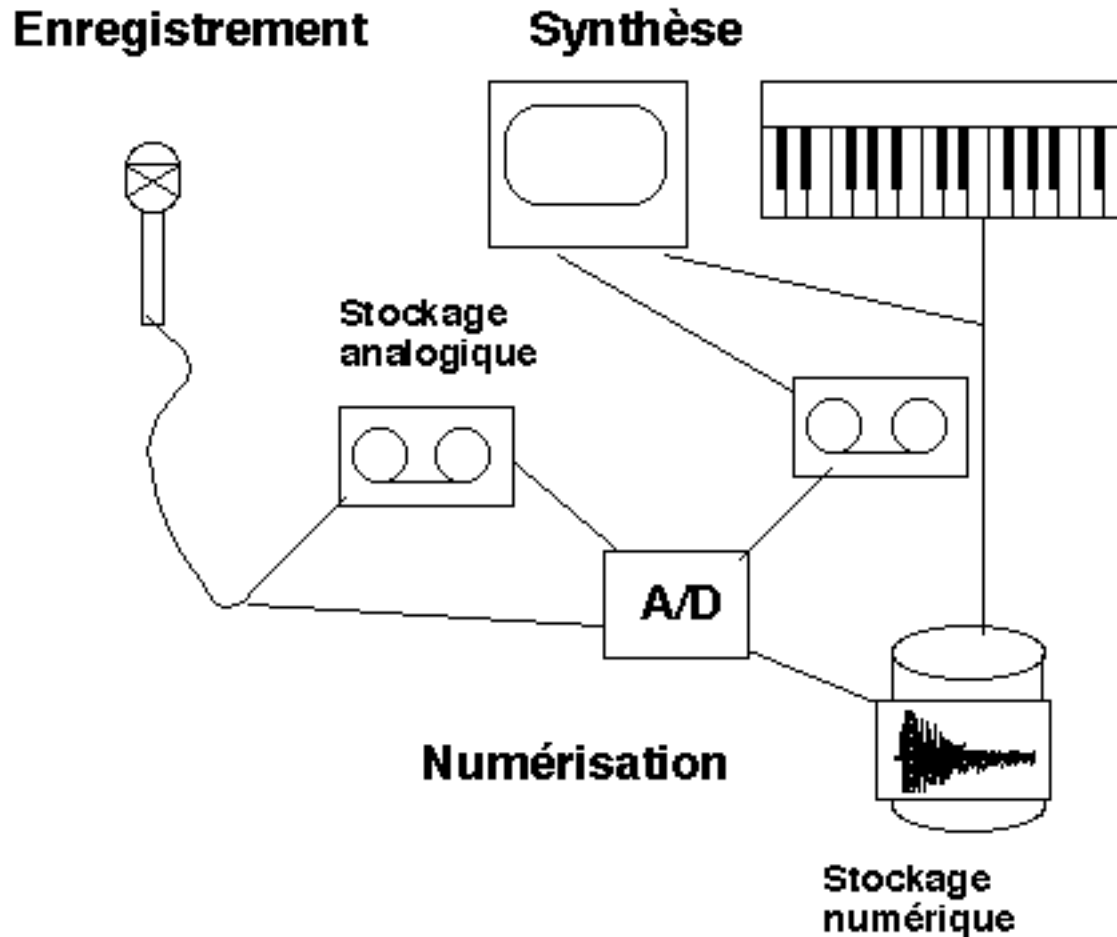 Enregistrement
Synthèse
Stockage
analogique
A/D
Numérisation
Stockage
numérique